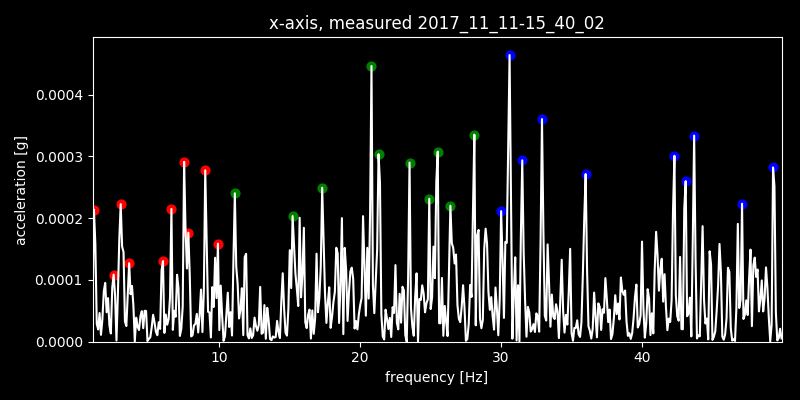 x-axis, measured 2017_11_11-15_40_02
0.0004
0.0003
0.0002
0.0001
0.0000
acceleration [g]
10 20 30 40
frequency [Hz]